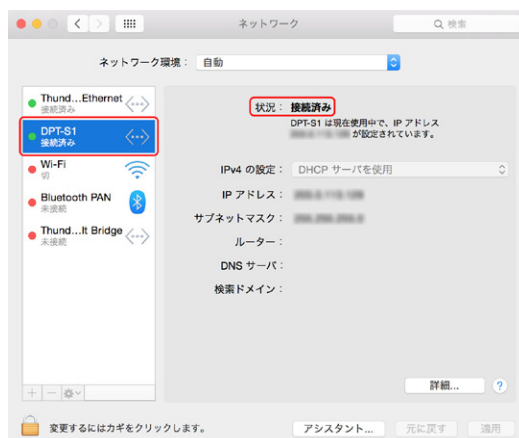 ネットワーク
検索
ネットワーク環境： 自動
Thund…Ethernet
接続済み
DPT-S1
接続済み
Wi-Fi
切
Bluetooth PAN
未接続
Thund…lt Bridge
未接続
状況： 接続済み
DPT-S1 は現在使用中で、IP アドレス
が設定されています。
IPv4 の設定： DHCP サーバを使用
IP アドレス：
サブネットマスク：
ルーター：
DNS サーバ：
検索ドメイン：
詳細...
?
変更するにはカギをクリックします。
アシスタント...
元に戻す
適用